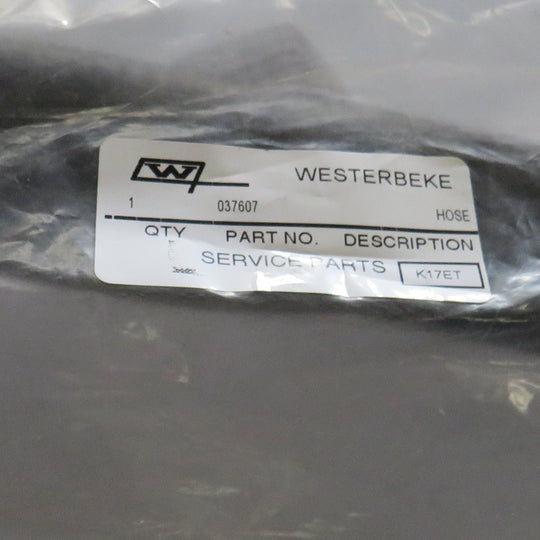 W WESTERBEKE
1 037607 HOSE
QTY PART NO. DESCRIPTION
SERVICE PARTS K17ET